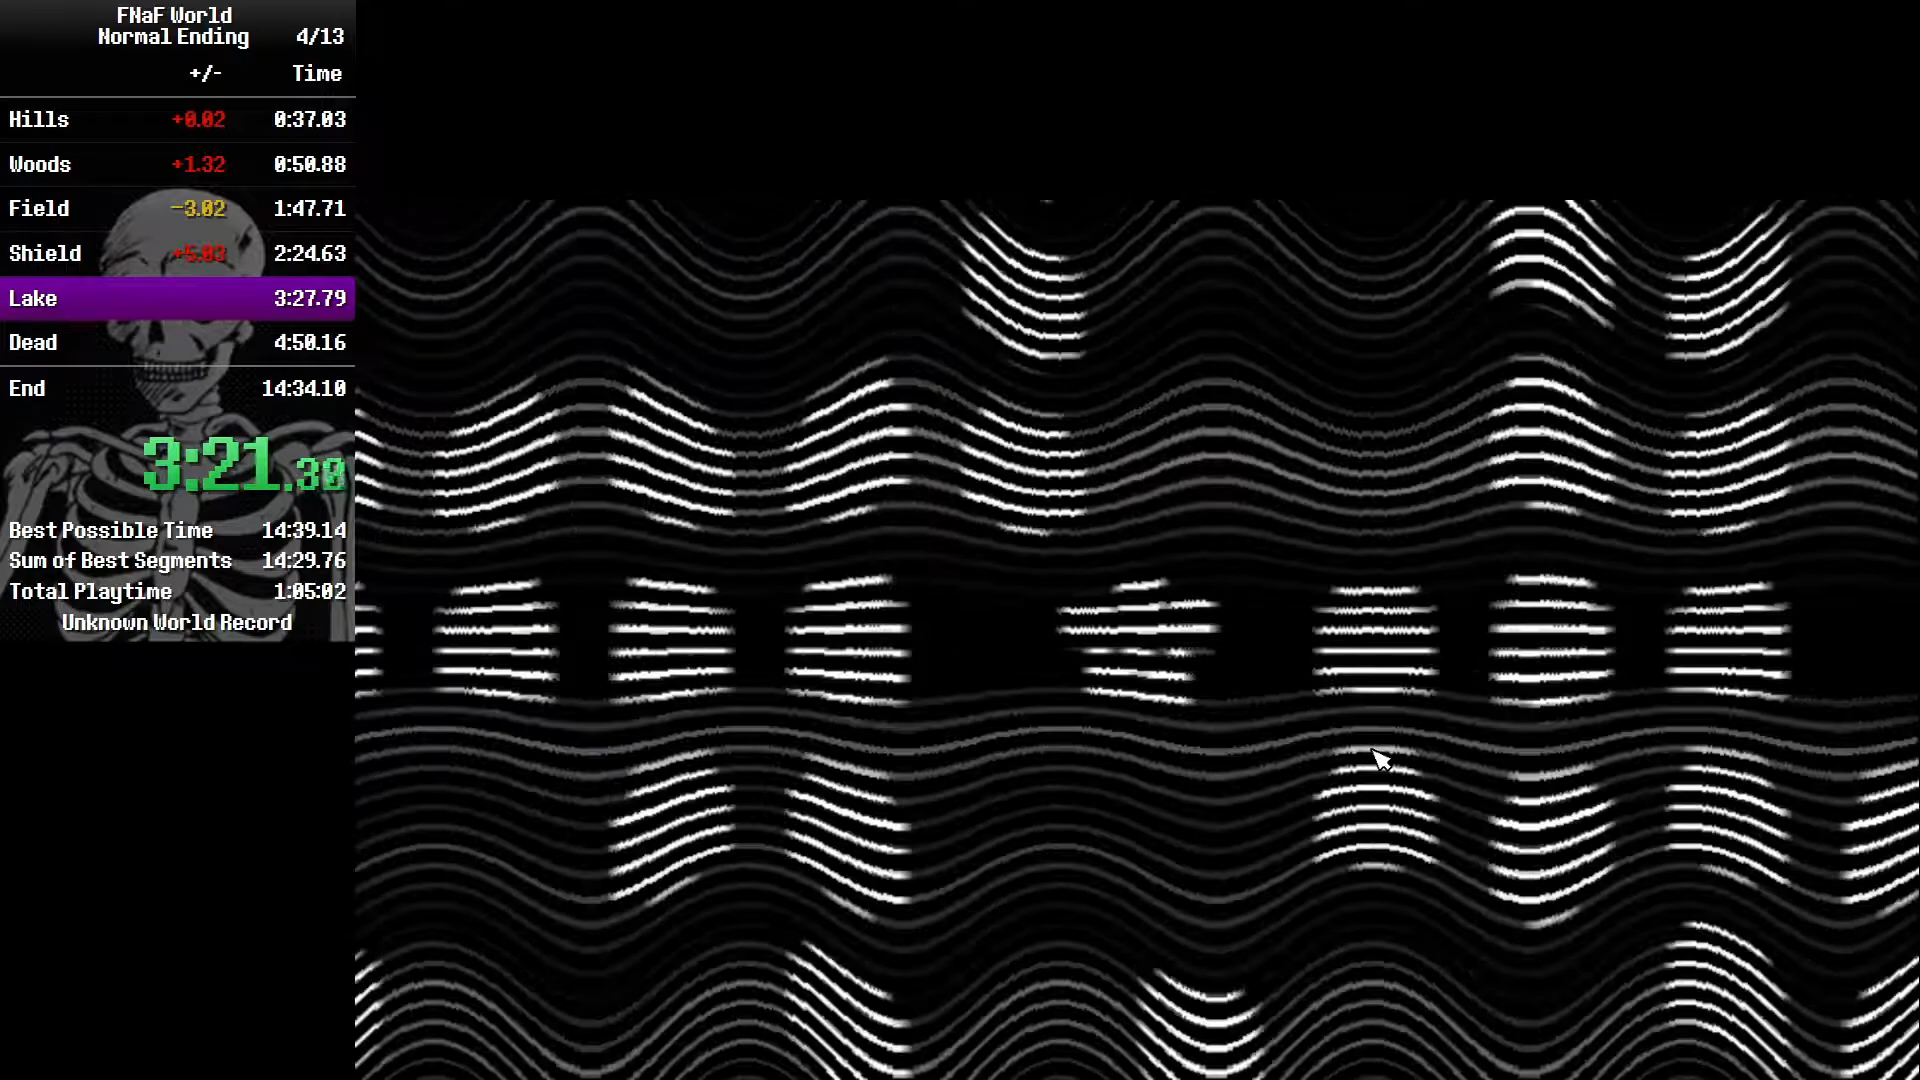 FNaF World
Normal Ending 4/13
+/- Time
Hills +0.02 0:37.03
Woods +1.32 0:50.88
Field −3.02 1:47.71
Shield +5.03 2:24.63
Lake 3:27.79
Dead 4:50.16
End 14:34.10
3:21.30
Best Possible Time 14:39.14
Sum of Best Segments 14:29.76
Total Playtime 1:05:02
Unknown World Record